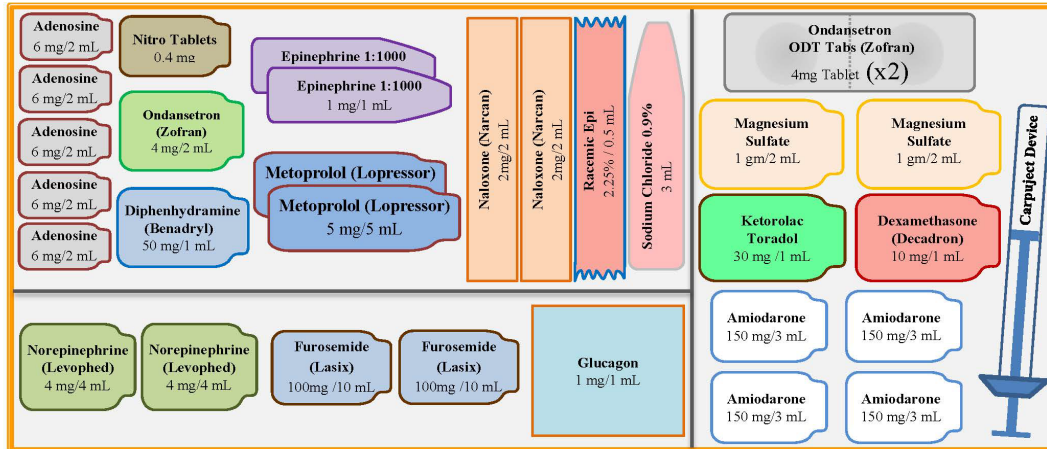 Adenosine
6 mg/2 mL
Adenosine
6 mg/2 mL
Adenosine
6 mg/2 mL
Adenosine
6 mg/2 mL
Adenosine
6 mg/2 mL
Nitro Tablets
0.4 mg
Ondansetron
(Zofran)
4 mg/2 mL
Diphenhydramine
(Benadryl)
50 mg/1 mL
Epinephrine 1:1000
Epinephrine 1:1000
1 mg/1 mL
Metoprolol (Lopressor)
Metoprolol (Lopressor)
5 mg/5 mL
Naloxone (Narcan)
2mg/2 mL
Naloxone (Narcan)
2mg/2 mL
Racemic Epi
2.25% / 0.5 mL
Sodium Chloride 0.9%
3 mL
Norepinephrine
(Levophed)
4 mg/4 mL
Norepinephrine
(Levophed)
4 mg/4 mL
Furosemide
(Lasix)
100mg /10 mL
Furosemide
(Lasix)
100mg /10 mL
Glucagon
1 mg/1 mL
Ondansetron
ODT Tabs (Zofran)
4mg Tablet (x2)
Magnesium
Sulfate
1 gm/2 mL
Magnesium
Sulfate
1 gm/2 mL
Ketorolac
Toradol
30 mg /1 mL
Dexamethasone
(Decadron)
10 mg/1 mL
Amiodarone
150 mg/3 mL
Amiodarone
150 mg/3 mL
Amiodarone
150 mg/3 mL
Amiodarone
150 mg/3 mL
Carpuject Device